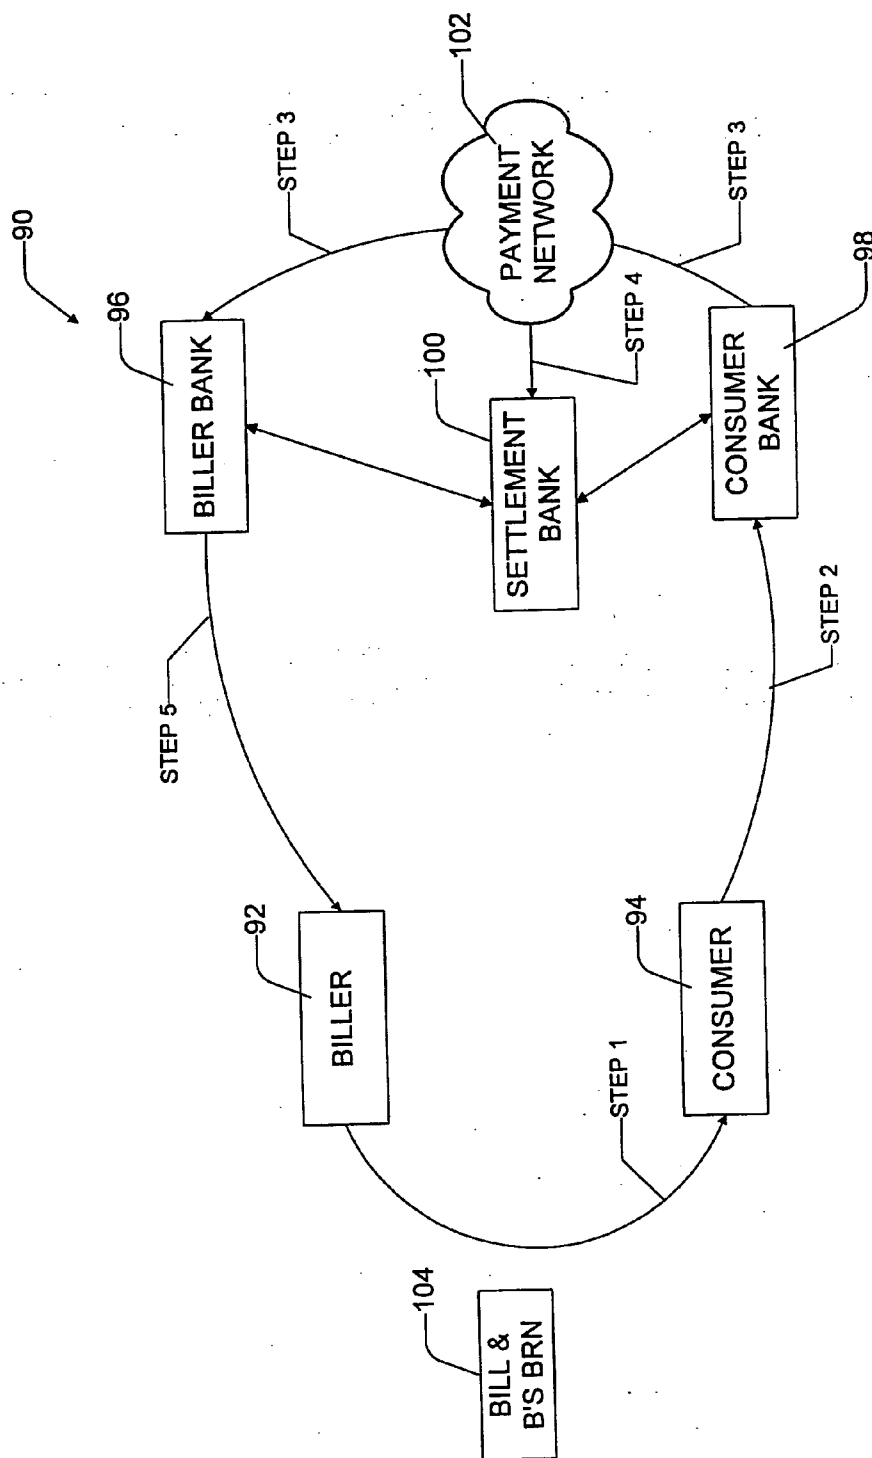 90
102
STEP 3
96
BILLER BANK
PAYMENT
NETWORK
STEP 4
100
SETTLEMENT
BANK
STEP 3
98
CONSUMER
BANK
STEP 5
STEP 2
92
BILLER
94
CONSUMER
STEP 1
104
BILL &
B'S BRN